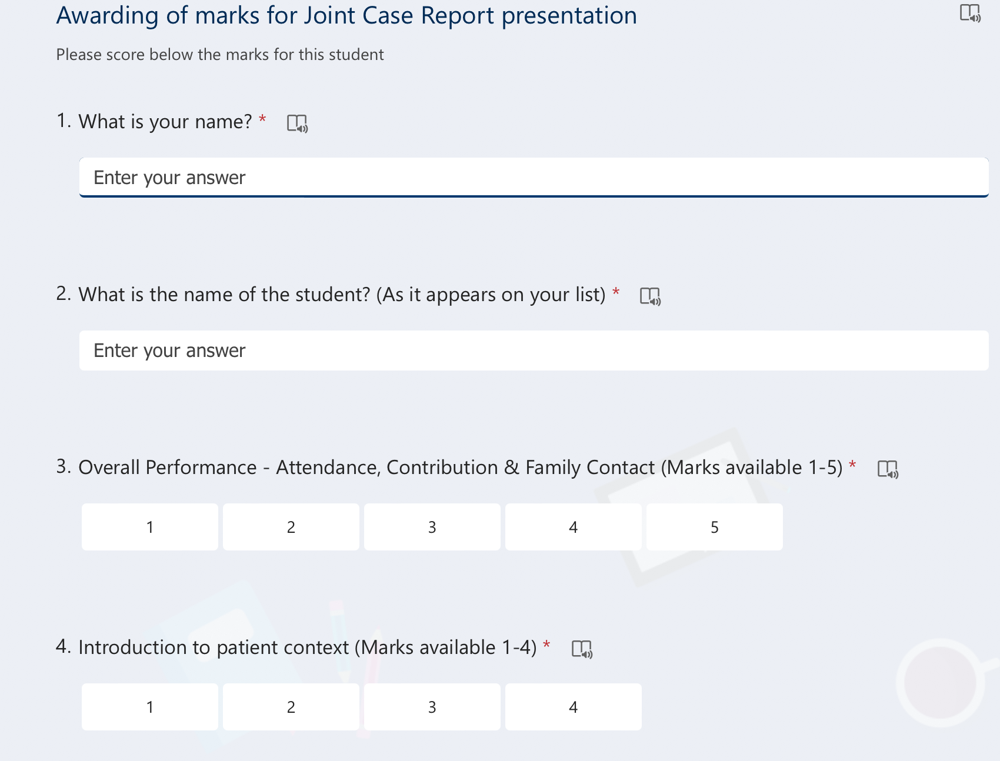 Awarding of marks for Joint Case Report presentation
Please score below the marks for this student
1. What is your name? *
Enter your answer
2. What is the name of the student? (As it appears on your list) *
Enter your answer
3. Overall Performance - Attendance, Contribution & Family Contact (Marks available 1-5) *
1 2 3 4 5
4. Introduction to patient context (Marks available 1-4) *
1 2 3 4